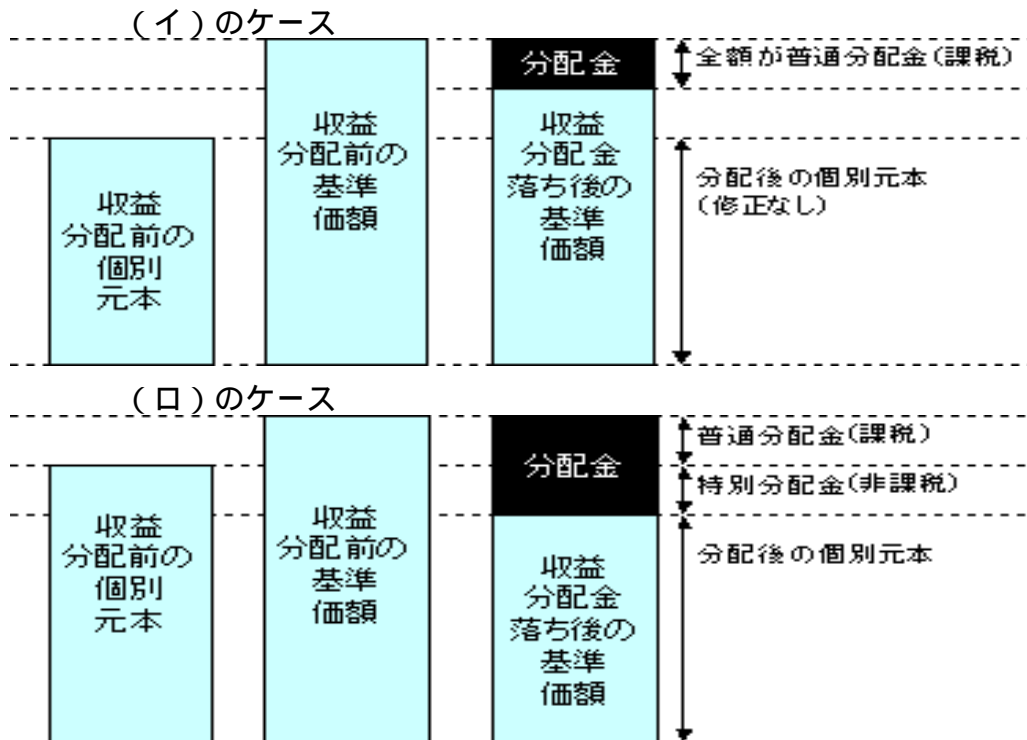 （イ）のケース
分配金
全額が普通分配金(課税)
収益
分配前の
個別
元本
収益
分配前の
基準
価額
収益
分配金
落ち後の
基準
価額
分配後の個別元本
(修正なし)
（ロ）のケース
分配金
普通分配金(課税)
特別分配金(非課税)
収益
分配前の
個別
元本
収益
分配前の
基準
価額
収益
分配金
落ち後の
基準
価額
分配後の個別元本